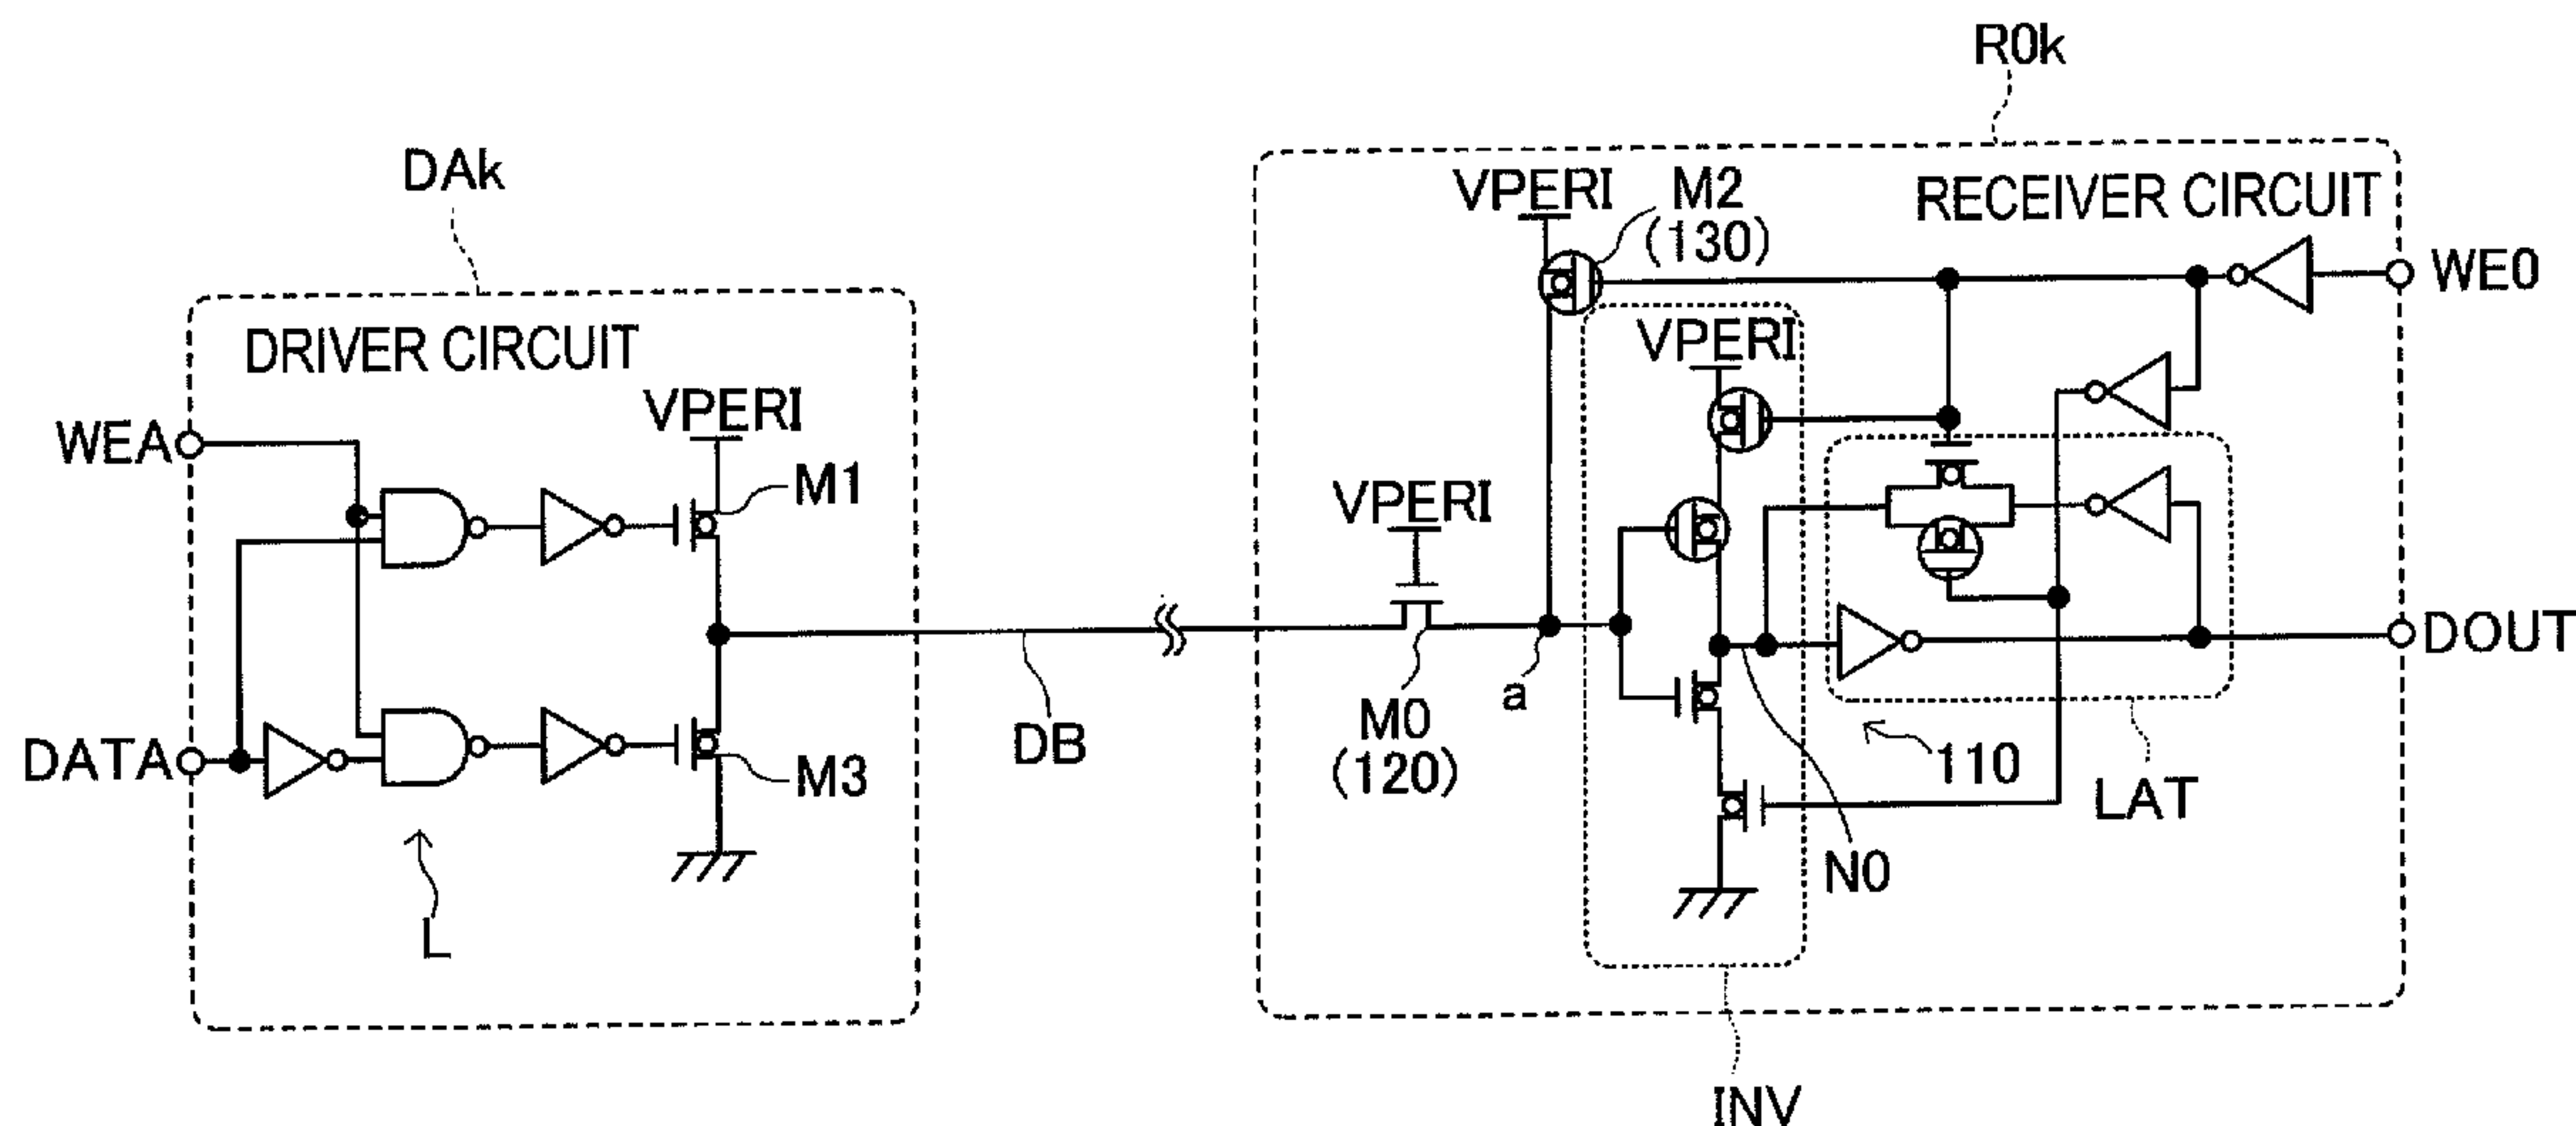 R0k
DAk
VPERI
M2
(130)
RECEIVER CIRCUIT
WE0
DRIVER CIRCUIT
VPERI
VPERI
WEA
M1
VPERI
DATA
M3
DB
M0
(120)
a
110
LAT
DOUT
N0
L
INV